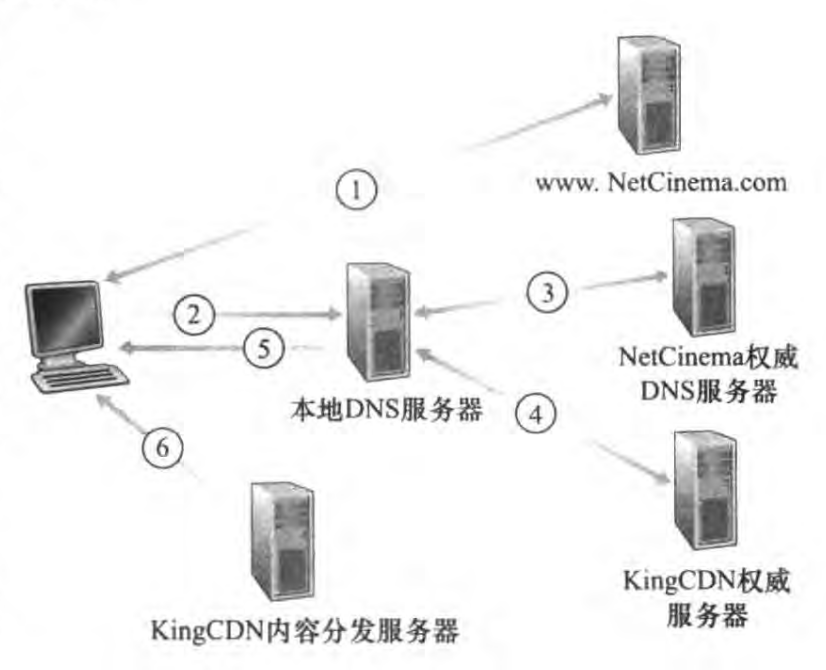 www. NetCinema.com
①
②
③
NetCinema权威
DNS服务器
⑤
本地DNS服务器
④
⑥
KingCDN权威
服务器
KingCDN内容分发服务器